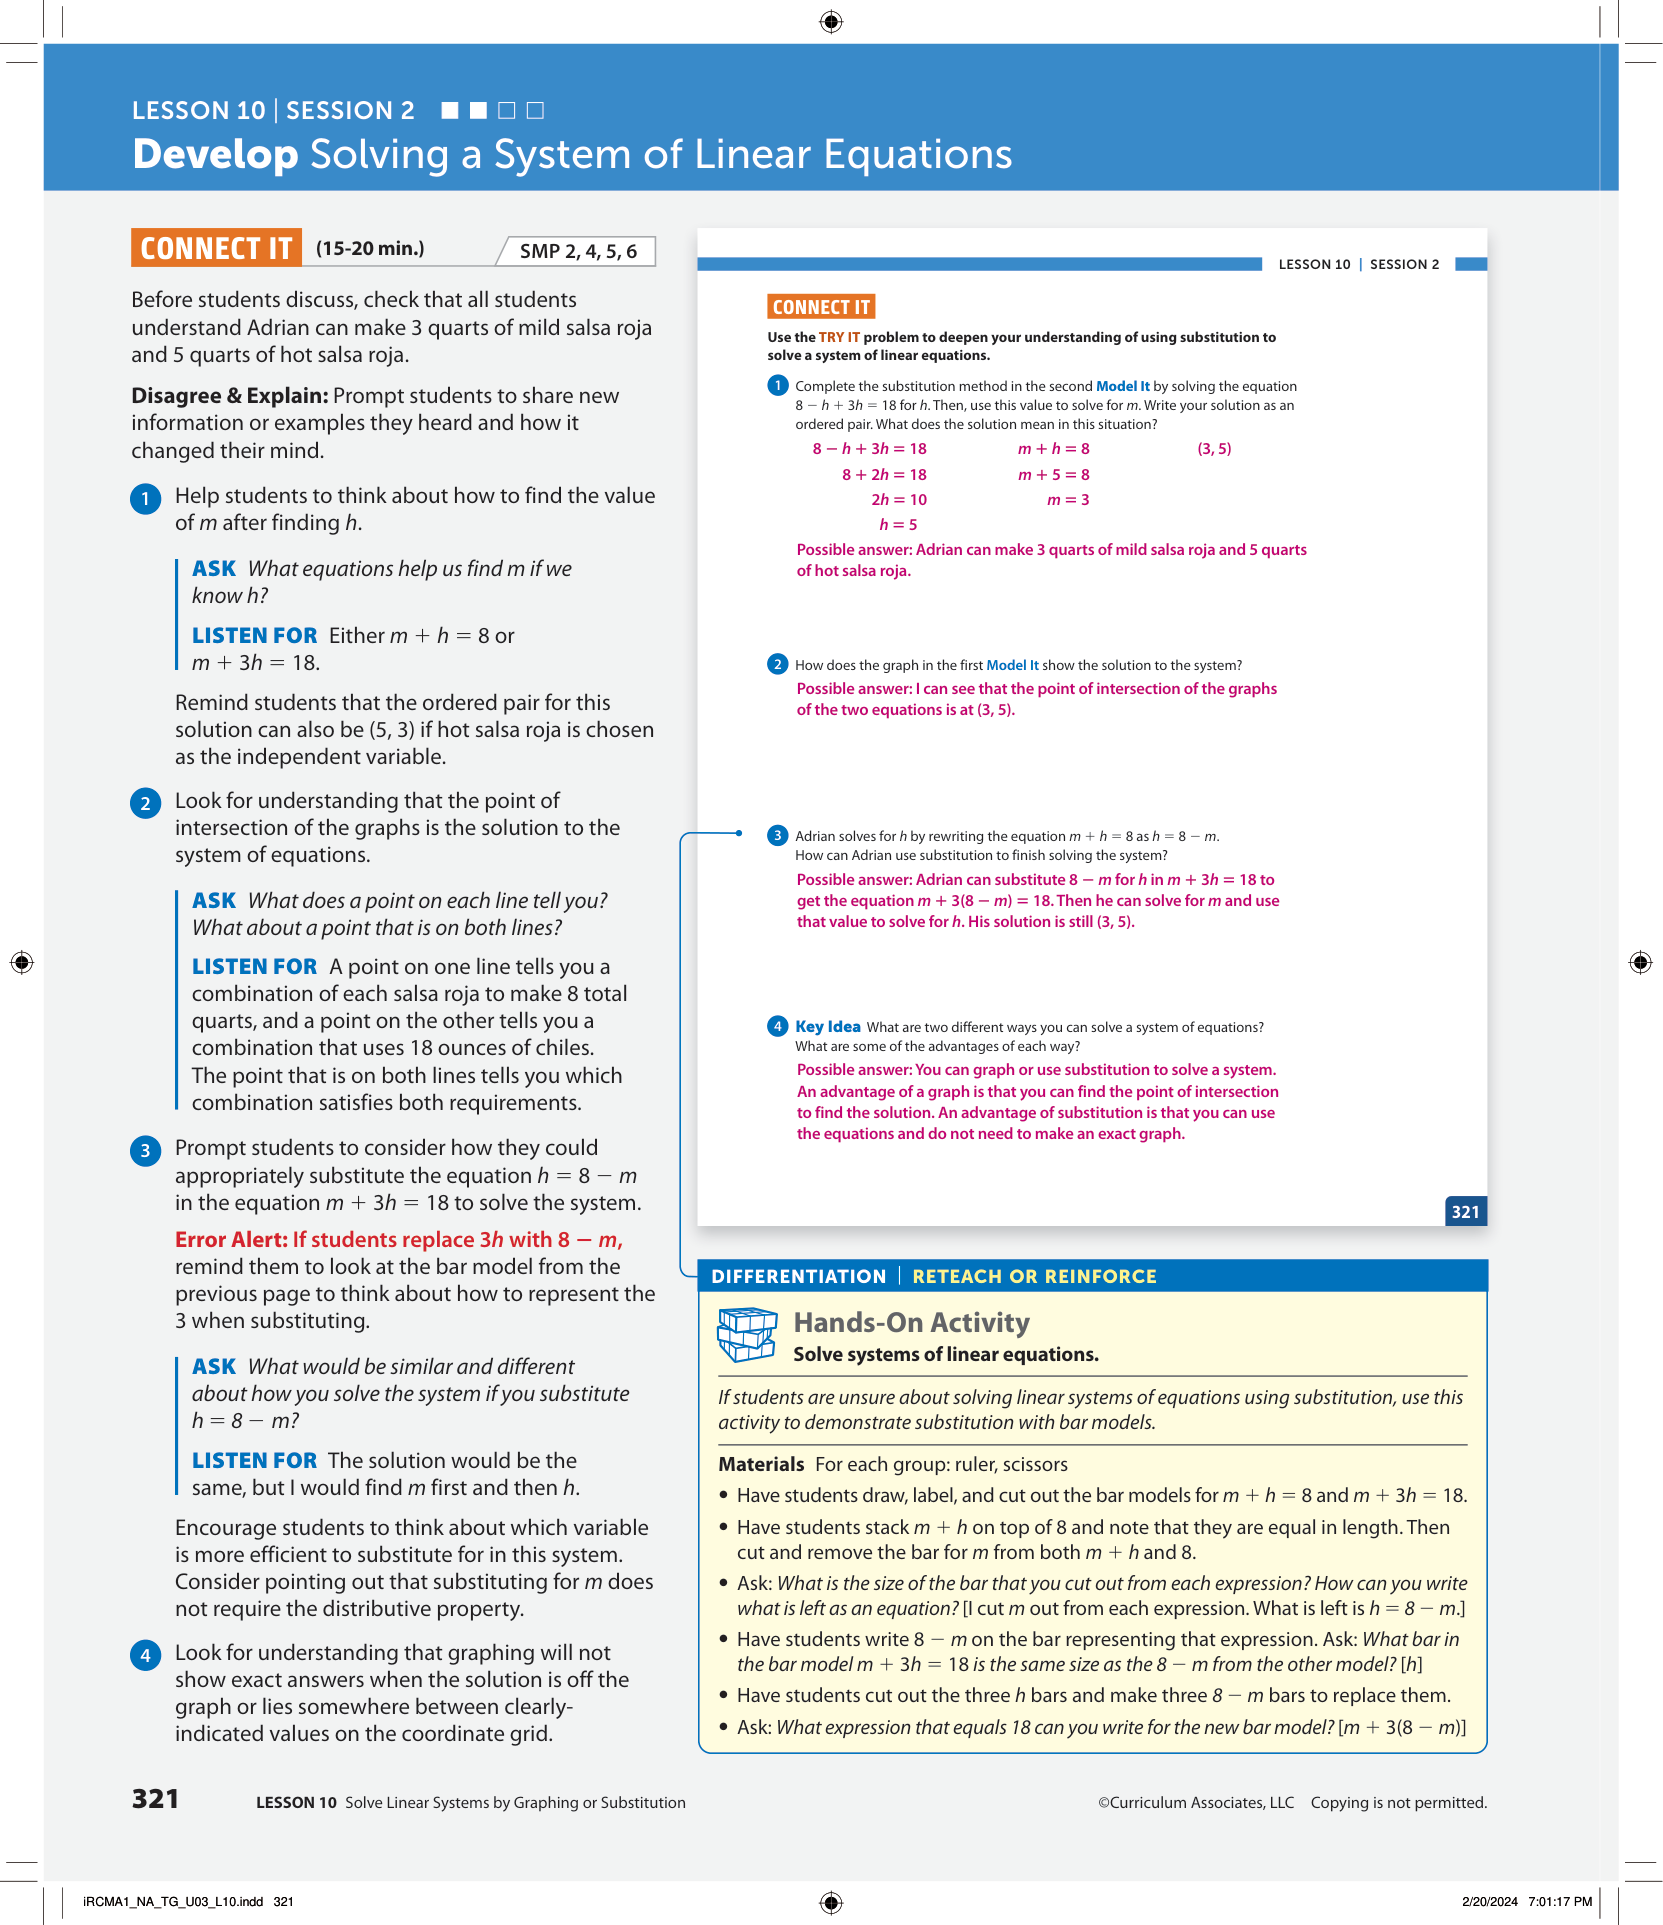 LESSON 10 | SESSION 2
Develop Solving a System of Linear Equations
CONNECT IT (15-20 min.) SMP 2, 4, 5, 6
Before students discuss, check that all students
understand Adrian can make 3 quarts of mild salsa roja
and 5 quarts of hot salsa roja.
Disagree & Explain: Prompt students to share new
information or examples they heard and how it
changed their mind.
1 Help students to think about how to find the value
of m after finding h.
ASK What equations help us find m if we
know h?
LISTEN FOR Either m + h = 8 or
m + 3h = 18.
Remind students that the ordered pair for this
solution can also be (5, 3) if hot salsa roja is chosen
as the independent variable.
2 Look for understanding that the point of
intersection of the graphs is the solution to the
system of equations.
ASK What does a point on each line tell you?
What about a point that is on both lines?
LISTEN FOR A point on one line tells you a
combination of each salsa roja to make 8 total
quarts, and a point on the other tells you a
combination that uses 18 ounces of chiles.
The point that is on both lines tells you which
combination satisfies both requirements.
3 Prompt students to consider how they could
appropriately substitute the equation h = 8 − m
in the equation m + 3h = 18 to solve the system.
Error Alert: If students replace 3h with 8 − m,
remind them to look at the bar model from the
previous page to think about how to represent the
3 when substituting.
ASK What would be similar and different
about how you solve the system if you substitute
h = 8 − m?
LISTEN FOR The solution would be the
same, but I would find m first and then h.
Encourage students to think about which variable
is more efficient to substitute for in this system.
Consider pointing out that substituting for m does
not require the distributive property.
4 Look for understanding that graphing will not
show exact answers when the solution is off the
graph or lies somewhere between clearly-
indicated values on the coordinate grid.
LESSON 10 | SESSION 2
CONNECT IT
Use the TRY IT problem to deepen your understanding of using substitution to
solve a system of linear equations.
1 Complete the substitution method in the second Model It by solving the equation
8 − h + 3h = 18 for h. Then, use this value to solve for m. Write your solution as an
ordered pair. What does the solution mean in this situation?
8 − h + 3h = 18 m + h = 8 (3, 5)
8 + 2h = 18 m + 5 = 8
2h = 10 m = 3
h = 5
Possible answer: Adrian can make 3 quarts of mild salsa roja and 5 quarts
of hot salsa roja.
2 How does the graph in the first Model It show the solution to the system?
Possible answer: I can see that the point of intersection of the graphs
of the two equations is at (3, 5).
3 Adrian solves for h by rewriting the equation m + h = 8 as h = 8 − m.
How can Adrian use substitution to finish solving the system?
Possible answer: Adrian can substitute 8 − m for h in m + 3h = 18 to
get the equation m + 3(8 − m) = 18. Then he can solve for m and use
that value to solve for h. His solution is still (3, 5).
4 Key Idea What are two different ways you can solve a system of equations?
What are some of the advantages of each way?
Possible answer: You can graph or use substitution to solve a system.
An advantage of a graph is that you can find the point of intersection
to find the solution. An advantage of substitution is that you can use
the equations and do not need to make an exact graph.
321
DIFFERENTIATION | RETEACH OR REINFORCE
Hands-On Activity
Solve systems of linear equations.
If students are unsure about solving linear systems of equations using substitution, use this
activity to demonstrate substitution with bar models.
Materials For each group: ruler, scissors
• Have students draw, label, and cut out the bar models for m + h = 8 and m + 3h = 18.
• Have students stack m + h on top of 8 and note that they are equal in length. Then
cut and remove the bar for m from both m + h and 8.
• Ask: What is the size of the bar that you cut out from each expression? How can you write
what is left as an equation? [I cut m out from each expression. What is left is h = 8 − m.]
• Have students write 8 − m on the bar representing that expression. Ask: What bar in
the bar model m + 3h = 18 is the same size as the 8 − m from the other model? [h]
• Have students cut out the three h bars and make three 8 − m bars to replace them.
• Ask: What expression that equals 18 can you write for the new bar model? [m + 3(8 − m)]
321 LESSON 10 Solve Linear Systems by Graphing or Substitution ©Curriculum Associates, LLC Copying is not permitted.
iRCMA1_NA_TG_U03_L10.indd 321 2/20/2024 7:01:17 PM